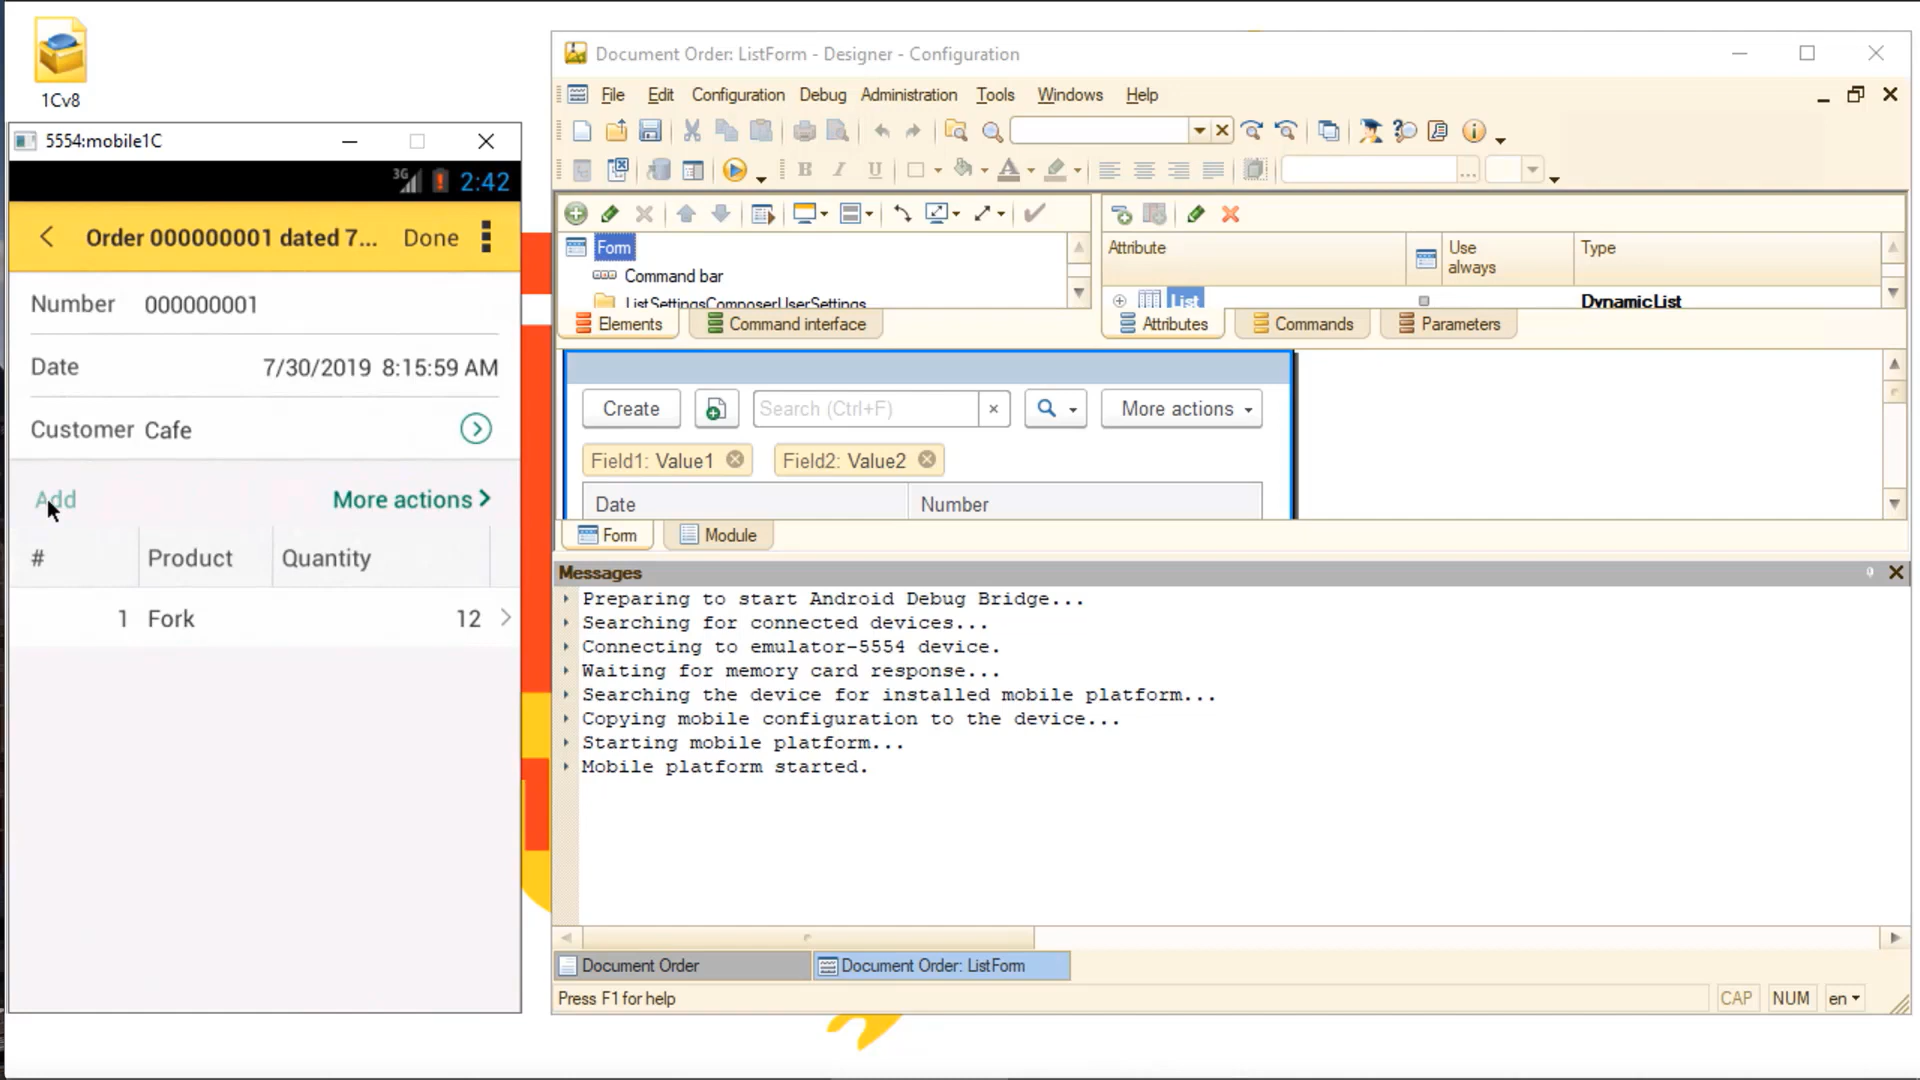 1Cv8
5554:mobile1C
3G
2:42
Order 000000001 dated 7...
Done
Number 000000001
Date 7/30/2019 8:15:59 AM
Customer Cafe
Add
More actions
# Product Quantity
1 Fork 12
Document Order: ListForm - Designer - Configuration
File Edit Configuration Debug Administration Tools Windows Help
B I U A
Form
Command bar
ListSettingsComposerUserSettings
Elements
Command interface
Attribute Use always Type
List DynamicList
Attributes
Commands
Parameters
Create
Search (Ctrl+F)
More actions
Field1: Value1
Field2: Value2
Date Number
Form
Module
Messages
Preparing to start Android Debug Bridge...
Searching for connected devices...
Connecting to emulator-5554 device.
Waiting for memory card response...
Searching the device for installed mobile platform...
Copying mobile configuration to the device...
Starting mobile platform...
Mobile platform started.
Document Order
Document Order: ListForm
Press F1 for help
CAP NUM en